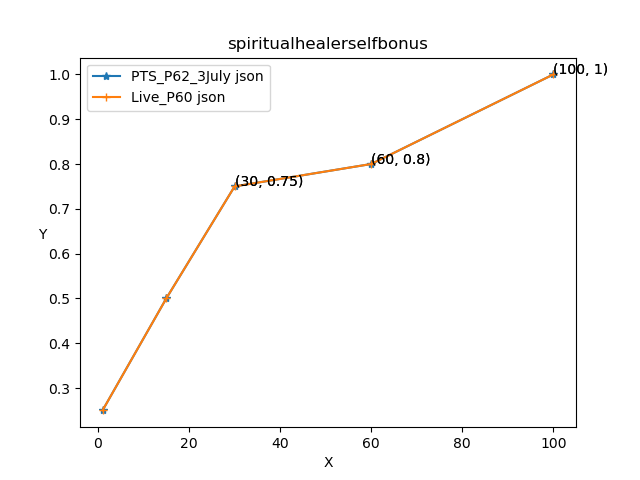 spiritualhealerselfbonus
PTS_P62_3July json
Live_P60 json
(100, 1)
(60, 0.8)
(30, 0.75)
Y
1.0
0.9
0.8
0.7
0.6
0.5
0.4
0.3
0 20 40 60 80 100
X